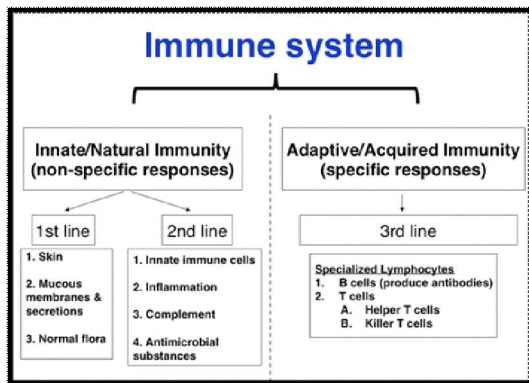 Immune system
Innate/Natural Immunity
(non-specific responses)
1st line
1. Skin
2. Mucous
membranes &
secretions
3. Normal flora
2nd line
1. Innate immune cells
2. Inflammation
3. Complement
4. Antimicrobial
substances
Adaptive/Acquired Immunity
(specific responses)
3rd line
Specialized Lymphocytes
1. B cells (produce antibodies)
2. T cells
A. Helper T cells
B. Killer T cells